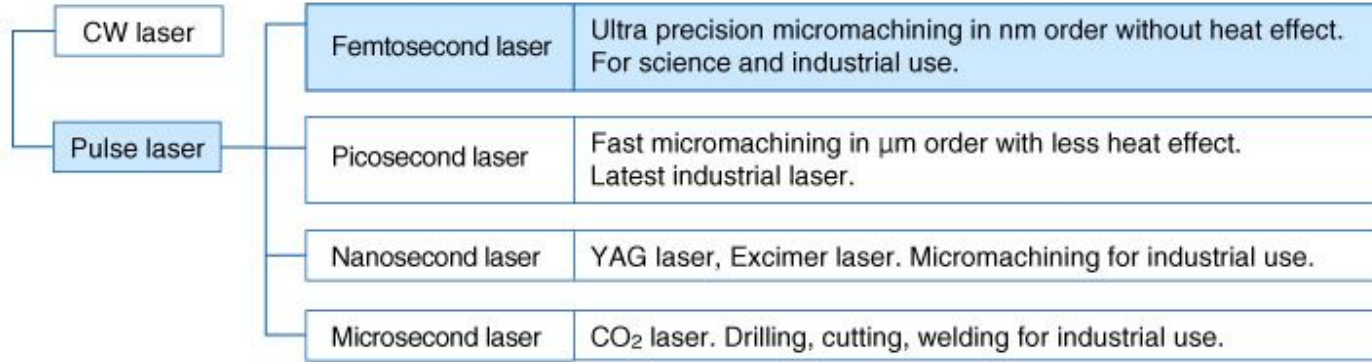 CW laser
Pulse laser
Femtosecond laser
Ultra precision micromachining in nm order without heat effect.
For science and industrial use.
Picosecond laser
Fast micromachining in μm order with less heat effect.
Latest industrial laser.
Nanosecond laser
YAG laser, Excimer laser. Micromachining for industrial use.
Microsecond laser
CO₂ laser. Drilling, cutting, welding for industrial use.